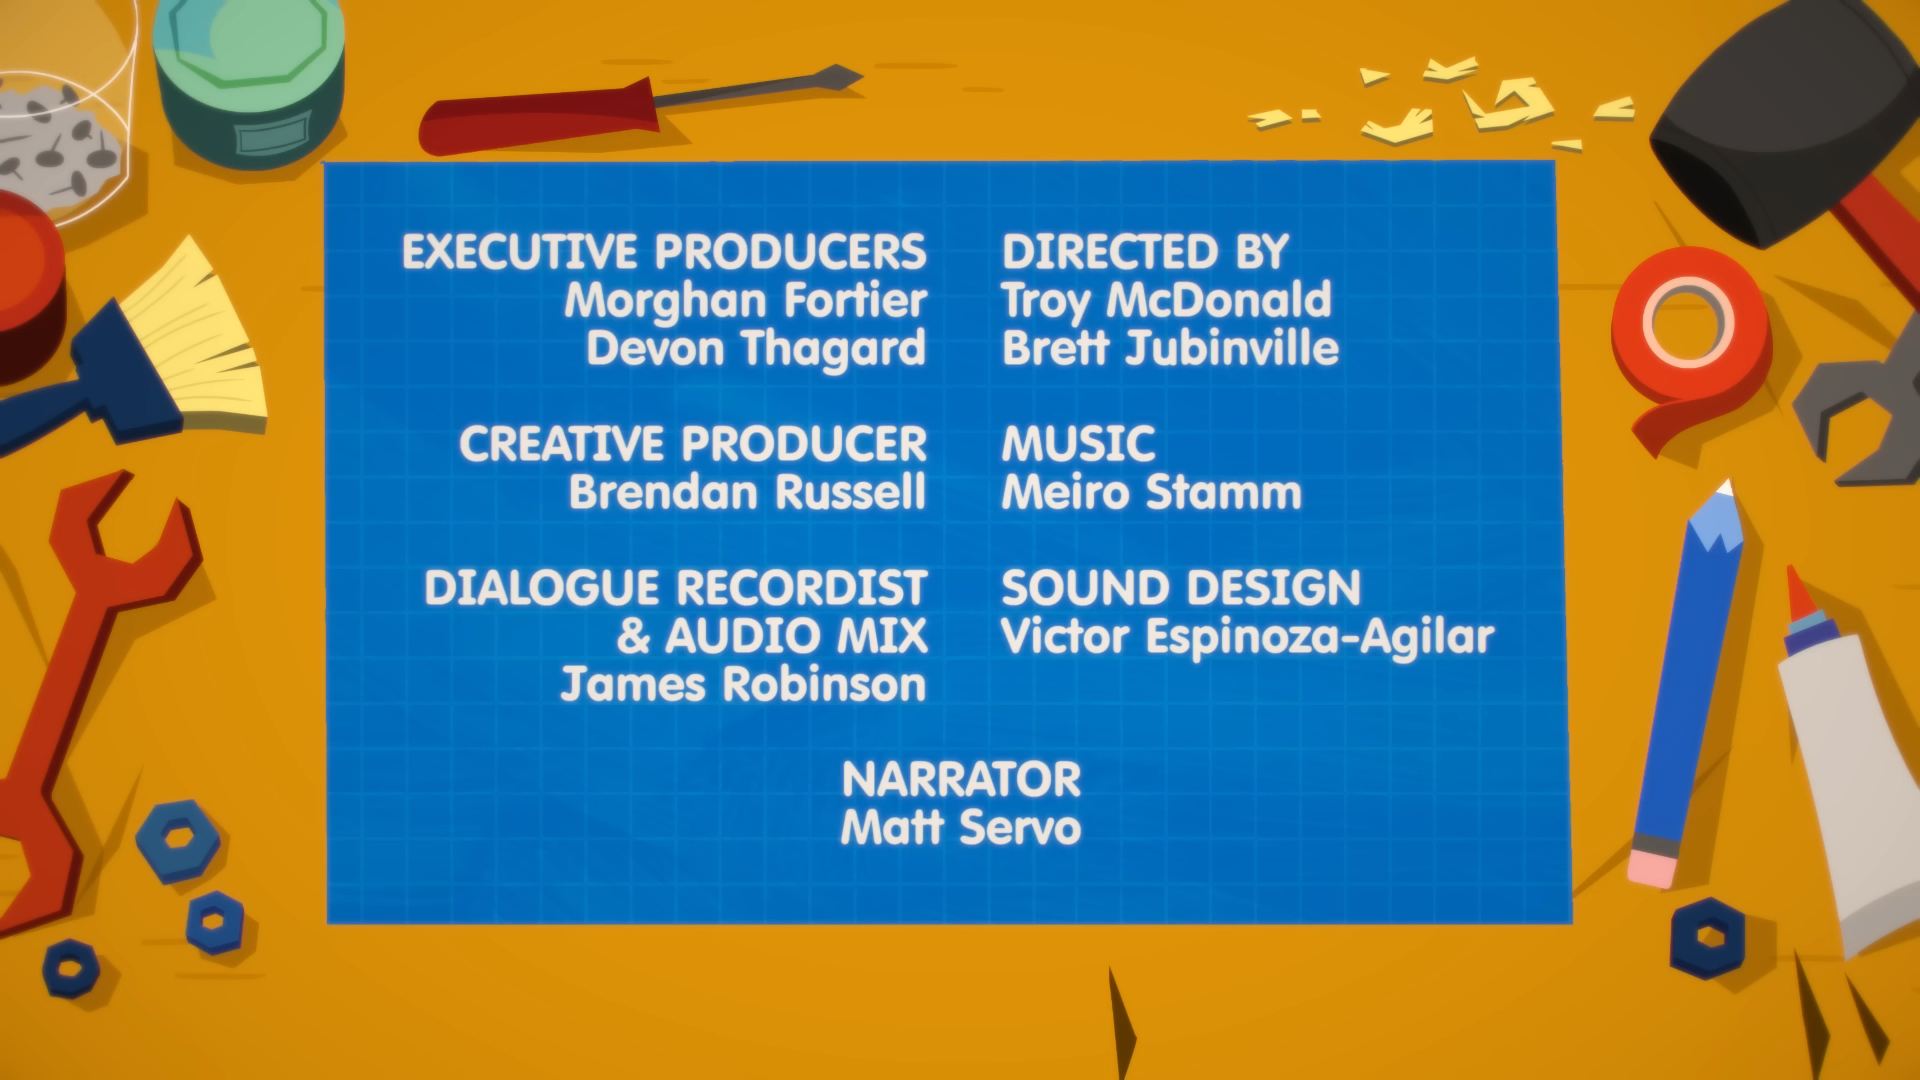 EXECUTIVE PRODUCERS
Morghan Fortier
Devon Thagard
DIRECTED BY
Troy McDonald
Brett Jubinville
CREATIVE PRODUCER
Brendan Russell
MUSIC
Meiro Stamm
DIALOGUE RECORDIST
& AUDIO MIX
James Robinson
SOUND DESIGN
Victor Espinoza-Agilar
NARRATOR
Matt Servo